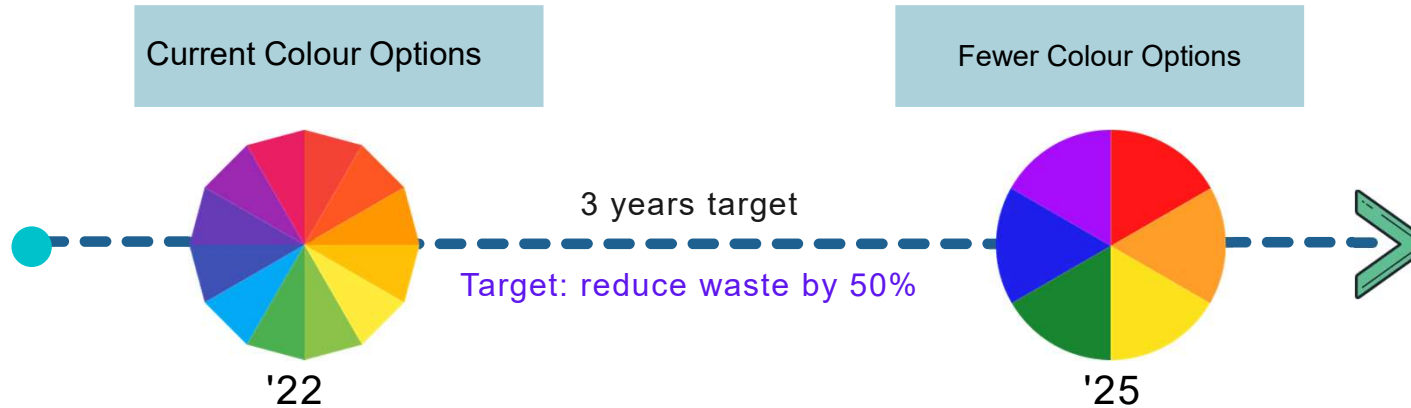 Current Colour Options
Fewer Colour Options
3 years target
Target: reduce waste by 50%
'22
'25